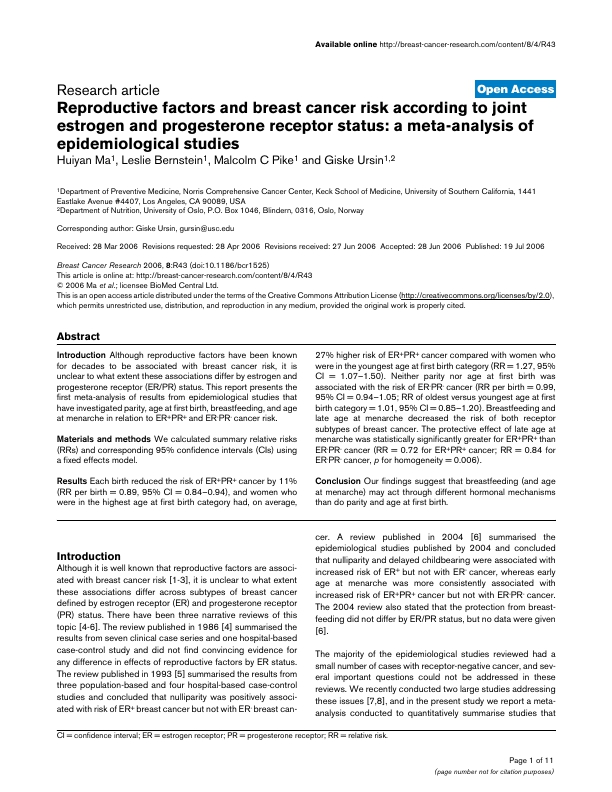 Available online http://breast-cancer-research.com/content/8/4/R43
Research article
Open Access
Reproductive factors and breast cancer risk according to joint
estrogen and progesterone receptor status: a meta-analysis of
epidemiological studies
Huiyan Ma1, Leslie Bernstein1, Malcolm C Pike1 and Giske Ursin1,2
1Department of Preventive Medicine, Norris Comprehensive Cancer Center, Keck School of Medicine, University of Southern California, 1441
Eastlake Avenue #4407, Los Angeles, CA 90089, USA
2Department of Nutrition, University of Oslo, P.O. Box 1046, Blindern, 0316, Oslo, Norway
Corresponding author: Giske Ursin, gursin@usc.edu
Received: 28 Mar 2006 Revisions requested: 28 Apr 2006 Revisions received: 27 Jun 2006 Accepted: 28 Jun 2006 Published: 19 Jul 2006
Breast Cancer Research 2006, 8:R43 (doi:10.1186/bcr1525)
This article is online at: http://breast-cancer-research.com/content/8/4/R43
© 2006 Ma et al.; licensee BioMed Central Ltd.
This is an open access article distributed under the terms of the Creative Commons Attribution License (http://creativecommons.org/licenses/by/2.0),
which permits unrestricted use, distribution, and reproduction in any medium, provided the original work is properly cited.
Abstract
Introduction Although reproductive factors have been known
for decades to be associated with breast cancer risk, it is
unclear to what extent these associations differ by estrogen and
progesterone receptor (ER/PR) status. This report presents the
first meta-analysis of results from epidemiological studies that
have investigated parity, age at first birth, breastfeeding, and age
at menarche in relation to ER+PR+ and ER-PR- cancer risk.
Materials and methods We calculated summary relative risks
(RRs) and corresponding 95% confidence intervals (CIs) using
a fixed effects model.
Results Each birth reduced the risk of ER+PR+ cancer by 11%
(RR per birth = 0.89, 95% CI = 0.84–0.94), and women who
were in the highest age at first birth category had, on average,
27% higher risk of ER+PR+ cancer compared with women who
were in the youngest age at first birth category (RR = 1.27, 95%
CI = 1.07–1.50). Neither parity nor age at first birth was
associated with the risk of ER-PR- cancer (RR per birth = 0.99,
95% CI = 0.94–1.05; RR of oldest versus youngest age at first
birth category = 1.01, 95% CI = 0.85–1.20). Breastfeeding and
late age at menarche decreased the risk of both receptor
subtypes of breast cancer. The protective effect of late age at
menarche was statistically significantly greater for ER+PR+ than
ER-PR- cancer (RR = 0.72 for ER+PR+ cancer; RR = 0.84 for
ER-PR- cancer, p for homogeneity = 0.006).
Conclusion Our findings suggest that breastfeeding (and age
at menarche) may act through different hormonal mechanisms
than do parity and age at first birth.
Introduction
Although it is well known that reproductive factors are associ-
ated with breast cancer risk [1-3], it is unclear to what extent
these associations differ across subtypes of breast cancer
defined by estrogen receptor (ER) and progesterone receptor
(PR) status. There have been three narrative reviews of this
topic [4-6]. The review published in 1986 [4] summarised the
results from seven clinical case series and one hospital-based
case-control study and did not find convincing evidence for
any difference in effects of reproductive factors by ER status.
The review published in 1993 [5] summarised the results from
three population-based and four hospital-based case-control
studies and concluded that nulliparity was positively associ-
ated with risk of ER+ breast cancer but not with ER- breast can-
cer. A review published in 2004 [6] summarised the
epidemiological studies published by 2004 and concluded
that nulliparity and delayed childbearing were associated with
increased risk of ER+ but not with ER- cancer, whereas early
age at menarche was more consistently associated with
increased risk of ER+PR+ cancer but not with ER-PR- cancer.
The 2004 review also stated that the protection from breast-
feeding did not differ by ER/PR status, but no data were given
[6].
The majority of the epidemiological studies reviewed had a
small number of cases with receptor-negative cancer, and sev-
eral important questions could not be addressed in these
reviews. We recently conducted two large studies addressing
these issues [7,8], and in the present study we report a meta-
analysis conducted to quantitatively summarise studies that
CI = confidence interval; ER = estrogen receptor; PR = progesterone receptor; RR = relative risk.
Page 1 of 11
(page number not for citation purposes)